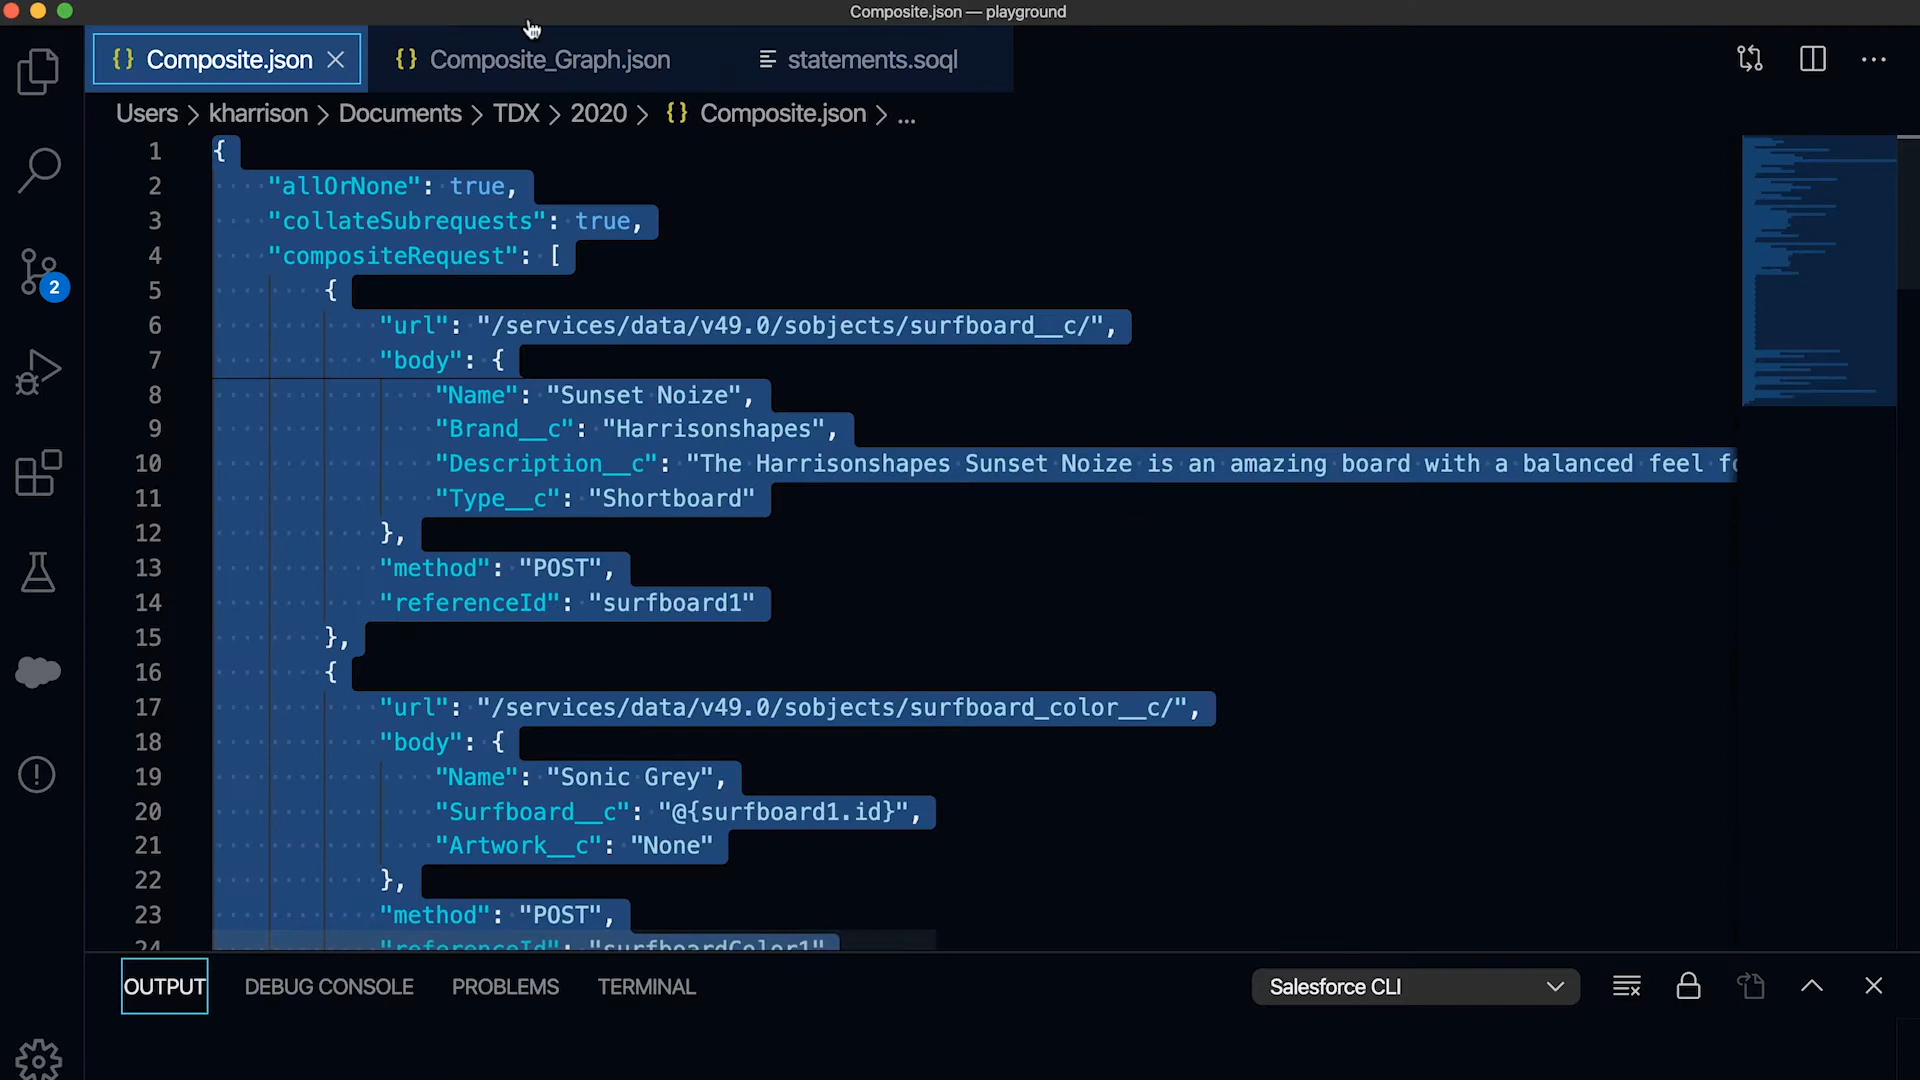 Composite.json — playground
{} Composite.json
{} Composite_Graph.json
statements.soql
Users > kharrison > Documents > TDX > 2020 > {} Composite.json > ...
1 {
2 "allOrNone": true,
3 "collateSubrequests": true,
4 "compositeRequest": [
5 {
6 "url": "/services/data/v49.0/sobjects/surfboard__c/",
7 "body": {
8 "Name": "Sunset Noize",
9 "Brand__c": "Harrisonshapes",
10 "Description__c": "The Harrisonshapes Sunset Noize is an amazing board with a balanced feel
11 "Type__c": "Shortboard"
12 },
13 "method": "POST",
14 "referenceId": "surfboard1"
15 },
16 {
17 "url": "/services/data/v49.0/sobjects/surfboard_color__c/",
18 "body": {
19 "Name": "Sonic Grey",
20 "Surfboard__c": "@{surfboard1.id}",
21 "Artwork__c": "None"
22 },
23 "method": "POST",
24 "referenceId": "surfboardColor1"
2
OUTPUT
DEBUG CONSOLE
PROBLEMS
TERMINAL
Salesforce CLI